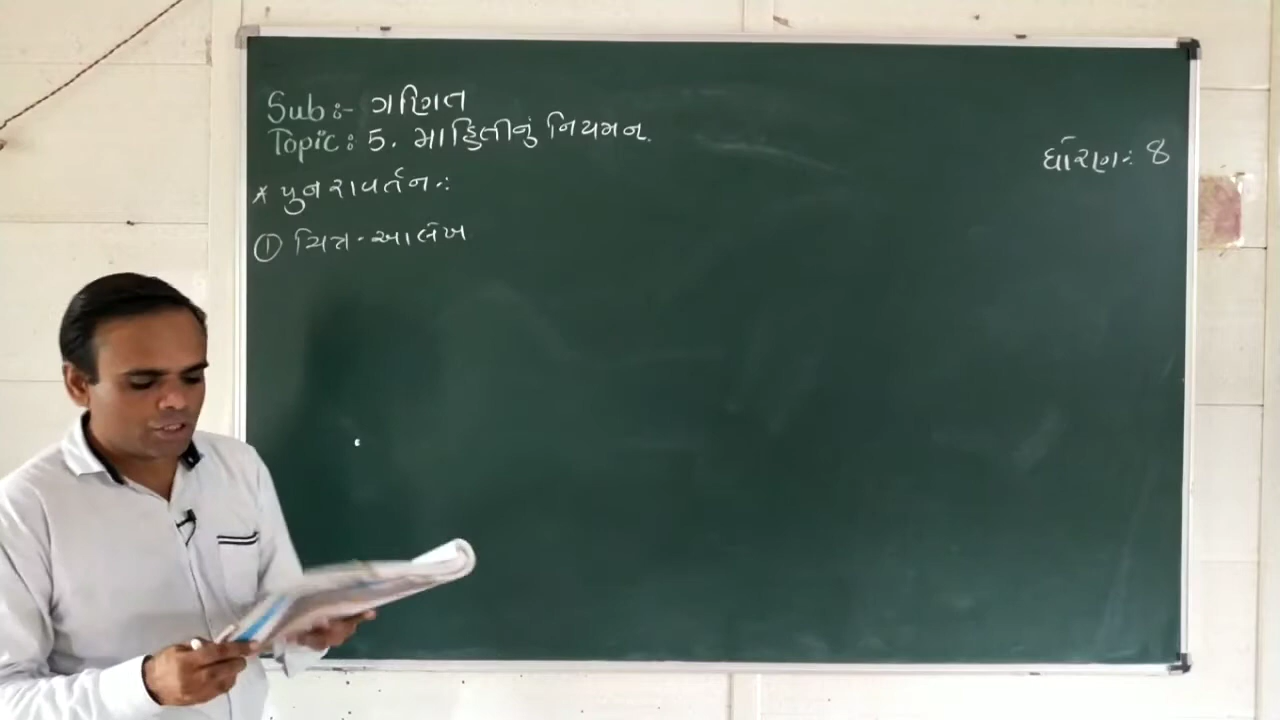 Sub :- ગણિત
Topic : 5. માહિતીનું નિયમન.
ધોરણ : 8
* પુનરાવર્તન :
① ચિત્ર - આલેખ